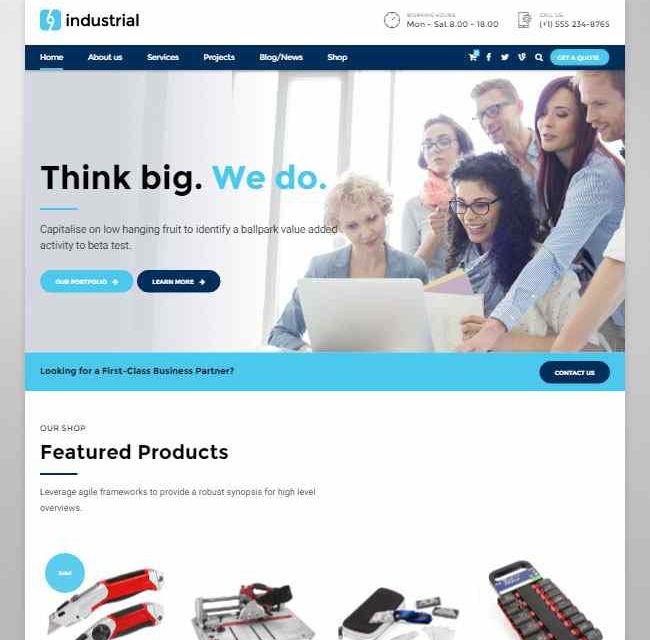 industrial
WORKING HOURS
Mon - Sat 8.00 - 18.00
CALL US
(+1) 555 234-8765
Home
About us
Services
Projects
Blog/News
Shop
GET A QUOTE
Think big. We do.
Capitalise on low hanging fruit to identify a ballpark value added
activity to beta test.
OUR PORTFOLIO
LEARN MORE
Looking for a First-Class Business Partner?
CONTACT US
OUR SHOP
Featured Products
Leverage agile frameworks to provide a robust synopsis for high level
overviews.
Sale!